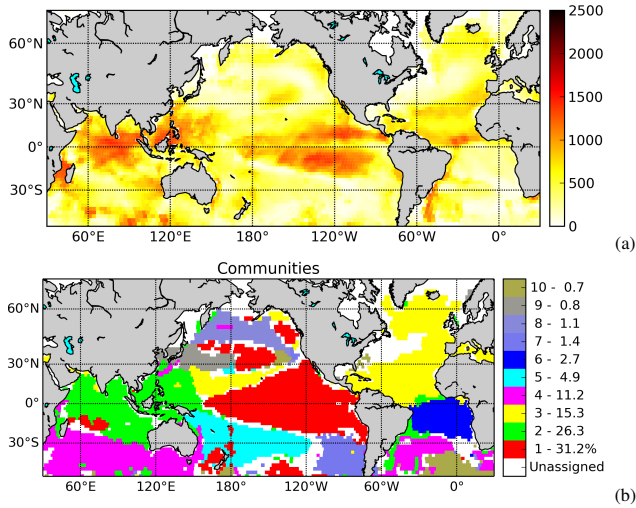 2500
2000
1500
1000
500
0
60°N
30°N
0°
30°S
60°E 120°E 180° 120°W 60°W 0°
(a)
Communities
60°N
30°N
0°
30°S
60°E 120°E 180° 120°W 60°W 0°
10 - 0.7
9 - 0.8
8 - 1.1
7 - 1.4
6 - 2.7
5 - 4.9
4 - 11.2
3 - 15.3
2 - 26.3
1 - 31.2%
Unassigned
(b)